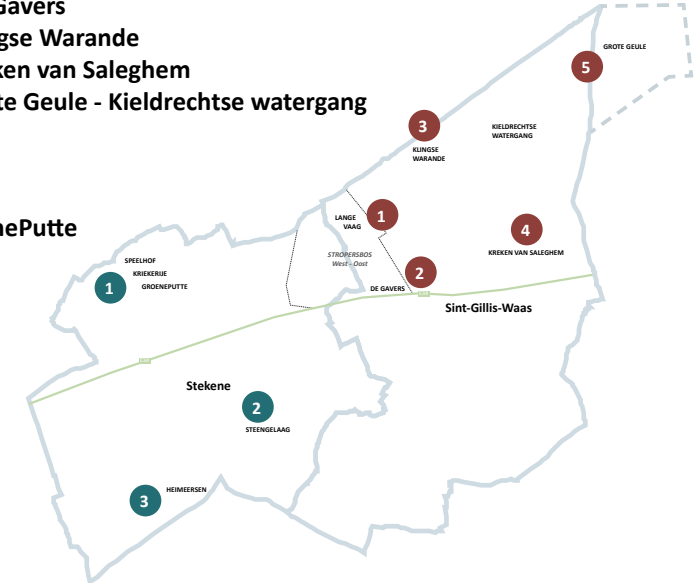 Gavers
gse Warande
ken van Saleghem
te Geule - Kieldrechtse watergang
nePutte
GROTE GEULE
5
3
KLINGSE
WARANDE
KIELDRECHTSE
WATERGANG
LANGE
VAAG
1
4
KREKEN VAN SALEGHEM
STROPERSBOS
West - Oost
2
DE GAVERS
SPEELHOF
KRIEKERIJE
GROENEPUTTE
1
Sint-Gillis-Waas
Stekene
2
STEENGELAAG
3
HEIMEERSEN